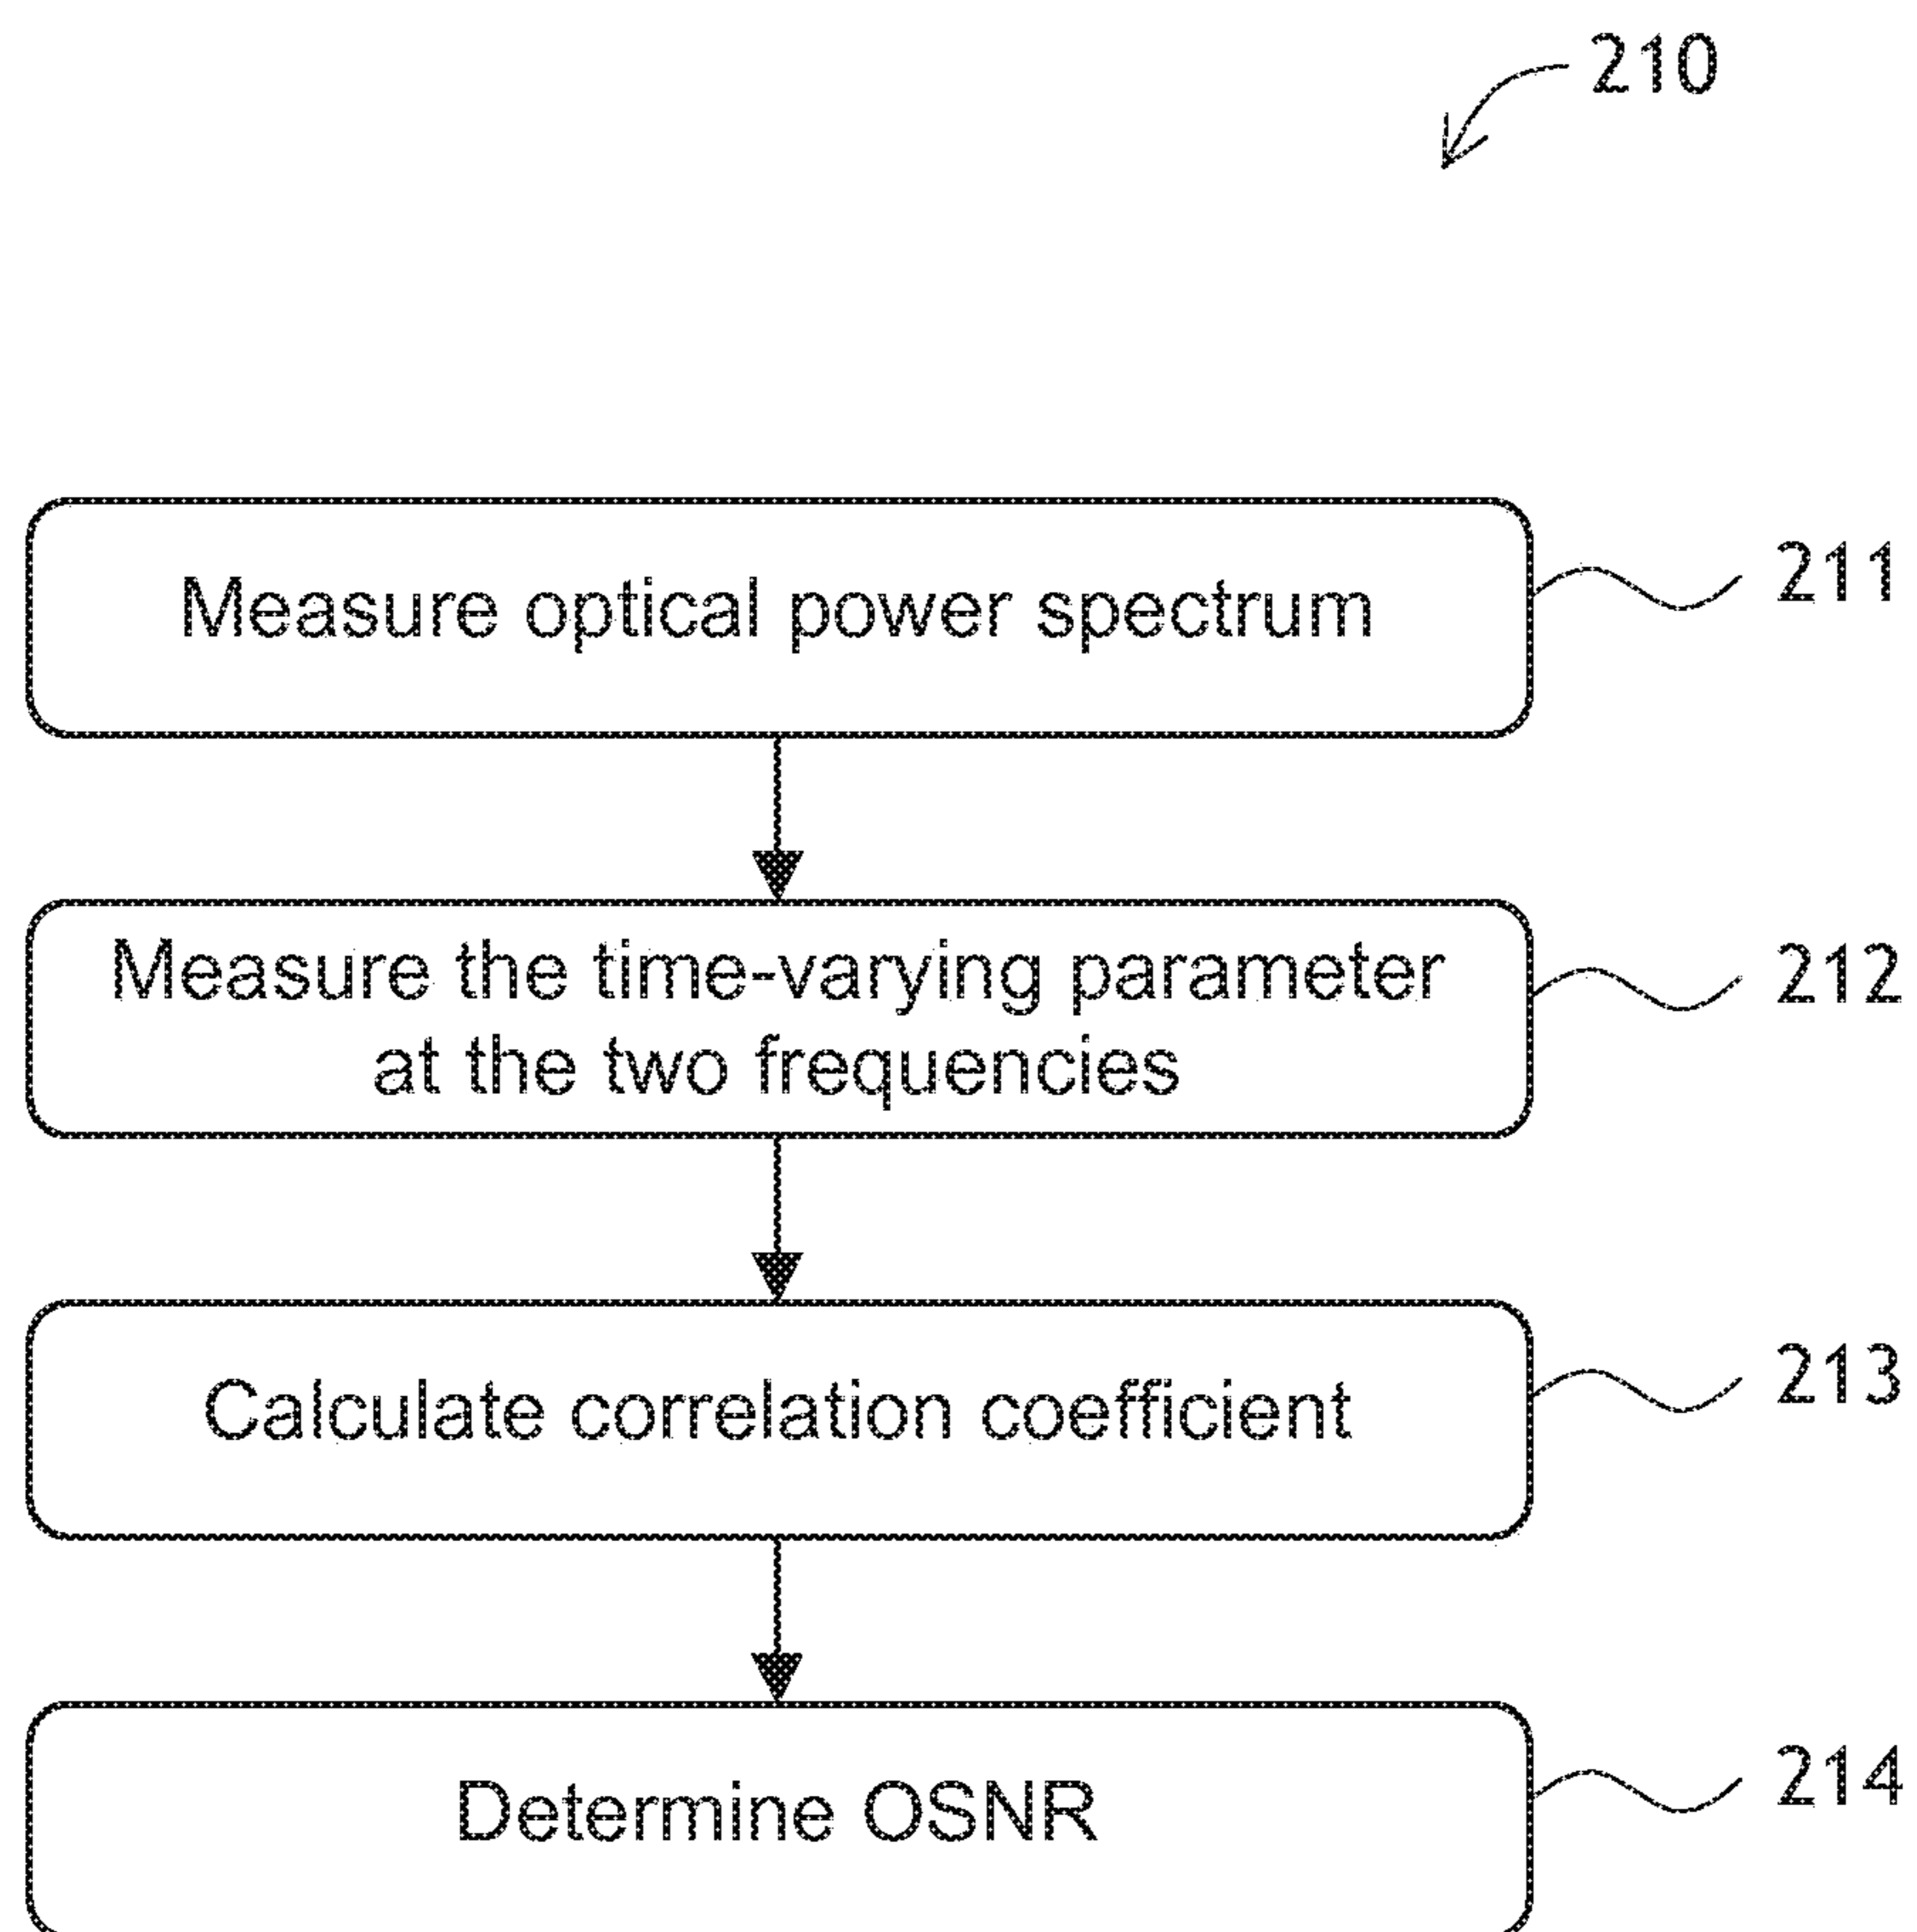 210
Measure optical power spectrum
211
Measure the time-varying parameter
at the two frequencies
212
Calculate correlation coefficient
213
Determine OSNR
214